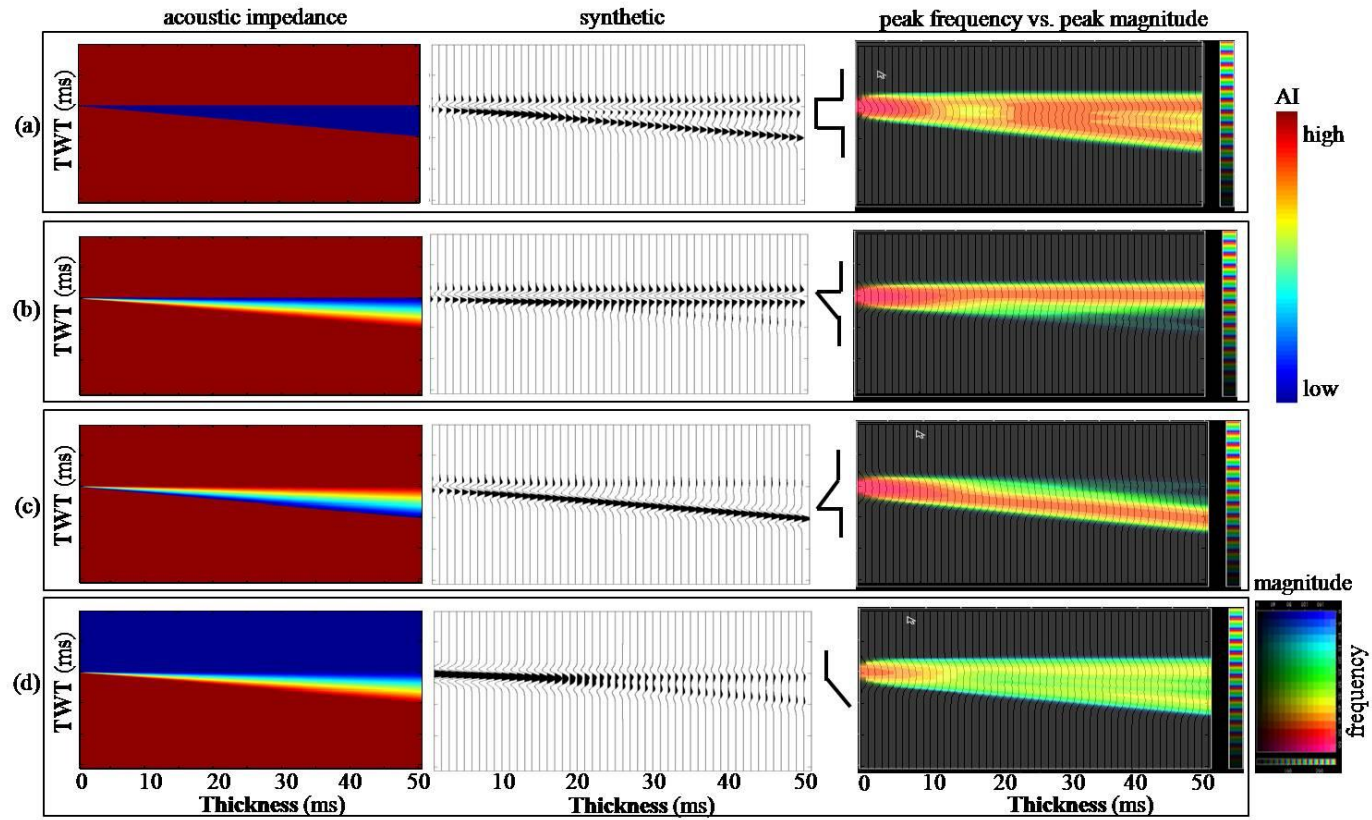 acoustic impedance
synthetic
peak frequency vs. peak magnitude
(a)
TWT (ms)
AI
high
low
(b)
TWT (ms)
(c)
TWT (ms)
magnitude
frequency
(d)
TWT (ms)
0 10 20 30 40 50
0 10 20 30 40 50
0 10 20 30 40 50
Thickness (ms)
Thickness (ms)
Thickness (ms)